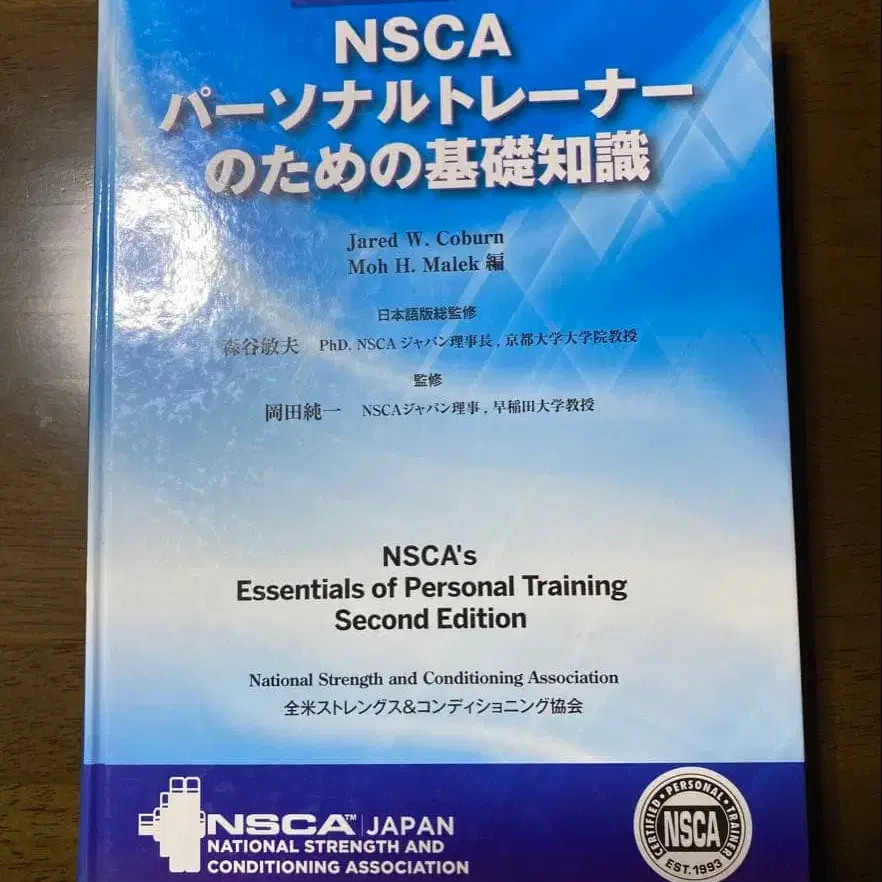 NSCA
パーソナルトレーナー
のための基礎知識
Jared W. Coburn
Moh H. Malek 編
日本語版総監修
森谷敏夫 PhD, NSCA ジャパン理事長, 京都大学大学院教授
監修
岡田純一 NSCAジャパン理事, 早稲田大学教授
NSCA's
Essentials of Personal Training
Second Edition
National Strength and Conditioning Association
全米ストレングス&コンディショニング協会
NSCA™ JAPAN
NATIONAL STRENGTH AND
CONDITIONING ASSOCIATION
CERTIFIED • PERSONAL • TRAINER
NSCA
EST. 1993